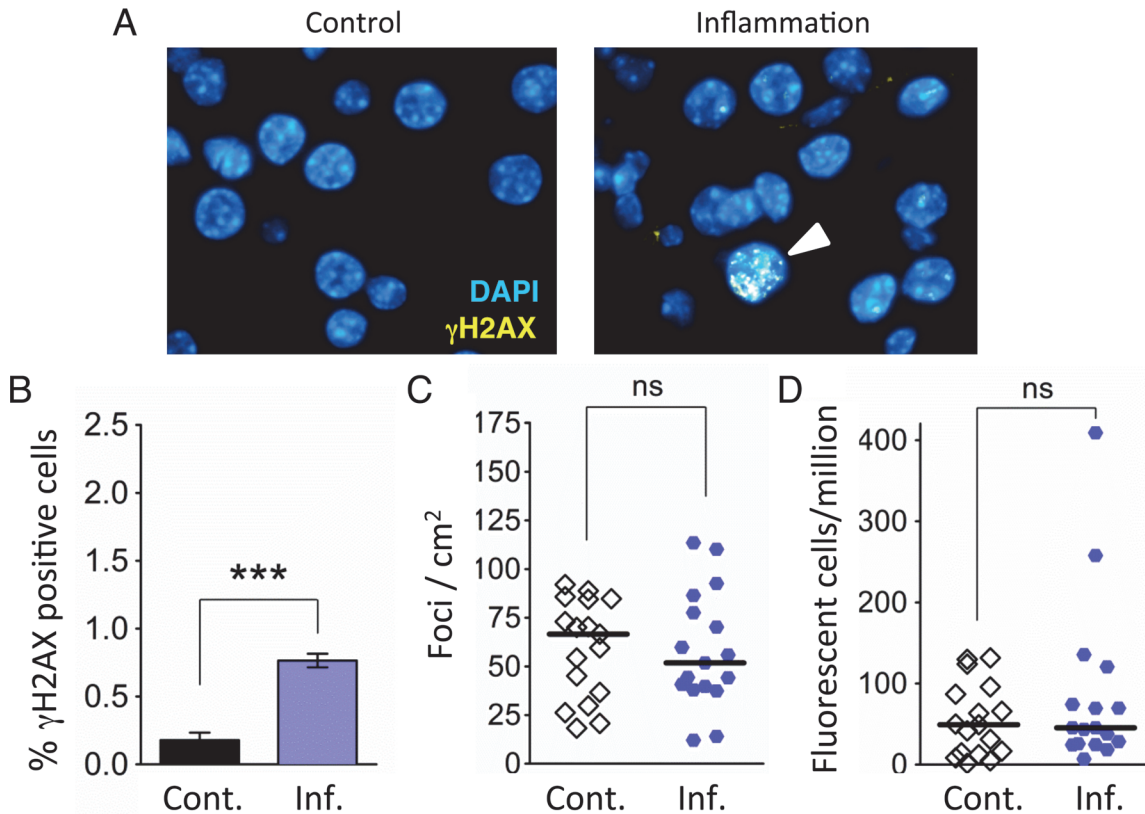 A
Control
Inflammation
DAPI
γH2AX
B
% γH2AX positive cells
2.5
2.0
1.5
1.0
0.5
0.0
***
Cont.
Inf.
C
Foci / cm²
175
150
125
100
75
50
25
0
ns
Cont.
Inf.
D
Fluorescent cells/million
400
300
200
100
0
ns
Cont.
Inf.